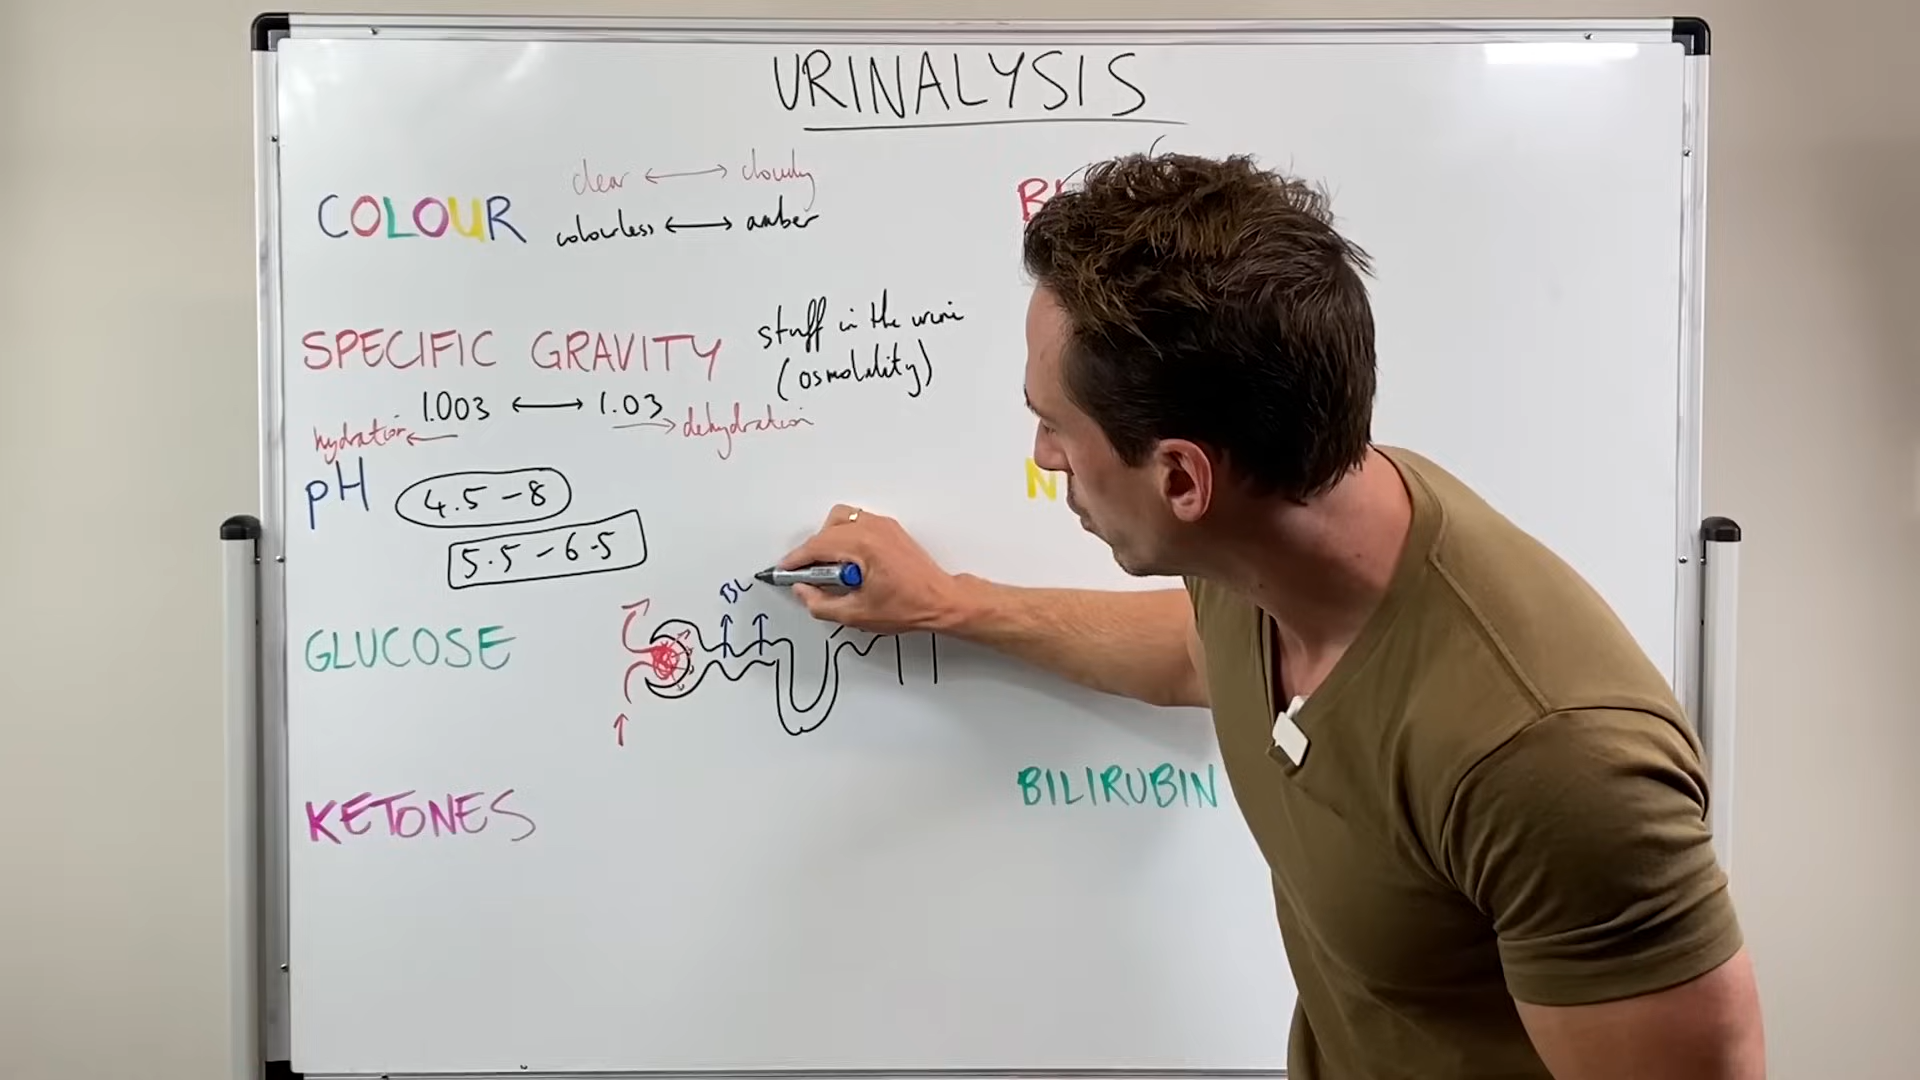 URINALYSIS
clear ⟷ cloudy
COLOUR colourless ⟷ amber
SPECIFIC GRAVITY
stuff in the urine
(osmolality)
1.003 ⟷ 1.03
hydration ← → dehydration
pH 4.5 - 8
5.5 - 6.5
BL
GLUCOSE
KETONES
N
BILIRUBIN